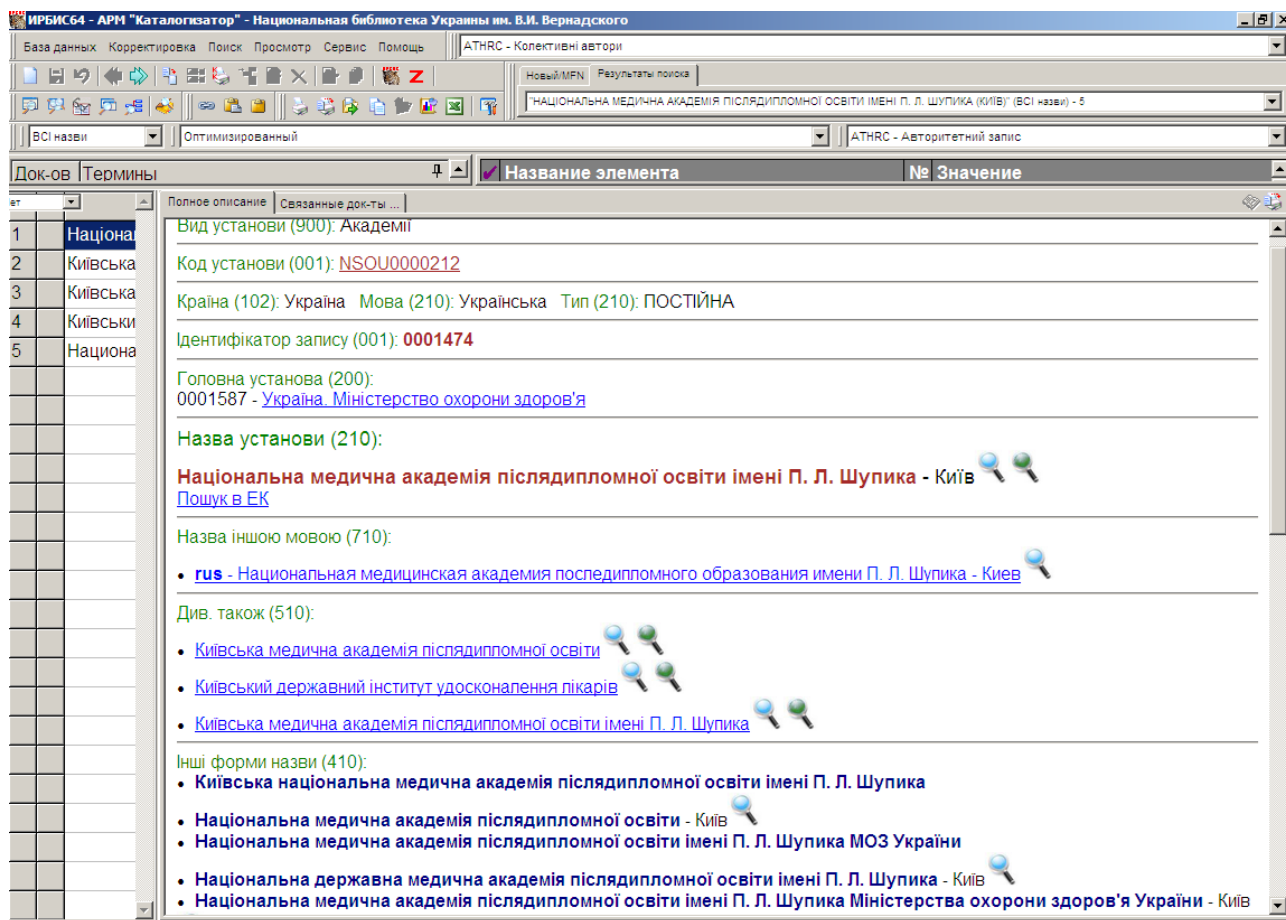 ИРБИС64 - АРМ "Каталогизатор" - Национальная библиотека Украины им. В.И. Вернадского
База данных Корректировка Поиск Просмотр Сервис Помощь
ATHRC - Колективні автори
Z
Новый/MFN Результаты поиска
"НАЦІОНАЛЬНА МЕДИЧНА АКАДЕМІЯ ПІСЛЯДИПЛОМНОЇ ОСВІТИ ІМЕНІ П. Л. ШУПИКА (КИЇВ)" (ВСІ назви) - 5
ВСІ назви
Оптимизированный
ATHRC - Авторитетний запис
Док-ов Термины
Название элемента № Значение
ет
Полное описание Связанные док-ты ...
1 Націонал
2 Київська
3 Київська
4 Київськи
5 Национа
Вид установи (900): Академії
Код установи (001): NSOU0000212
Країна (102): Україна Мова (210): Українська Тип (210): ПОСТІЙНА
Ідентифікатор запису (001): 0001474
Головна установа (200):
0001587 - Україна. Міністерство охорони здоров'я
Назва установи (210):
Національна медична академія післядипломної освіти імені П. Л. Шупика - Київ
Пошук в ЕК
Назва іншою мовою (710):
• rus - Национальная медицинская академия последипломного образования имени П. Л. Шупика - Киев
Див. також (510):
• Київська медична академія післядипломної освіти
• Київський державний інститут удосконалення лікарів
• Київська медична академія післядипломної освіти імені П. Л. Шупика
Інші форми назви (410):
• Київська національна медична академія післядипломної освіти імені П. Л. Шупика
• Національна медична академія післядипломної освіти - Київ
• Національна медична академія післядипломної освіти імені П. Л. Шупика МОЗ України
• Національна державна медична академія післядипломної освіти імені П. Л. Шупика - Київ
• Національна медична академія післядипломної освіти імені П. Л. Шупика Міністерства охорони здоров'я України - Київ